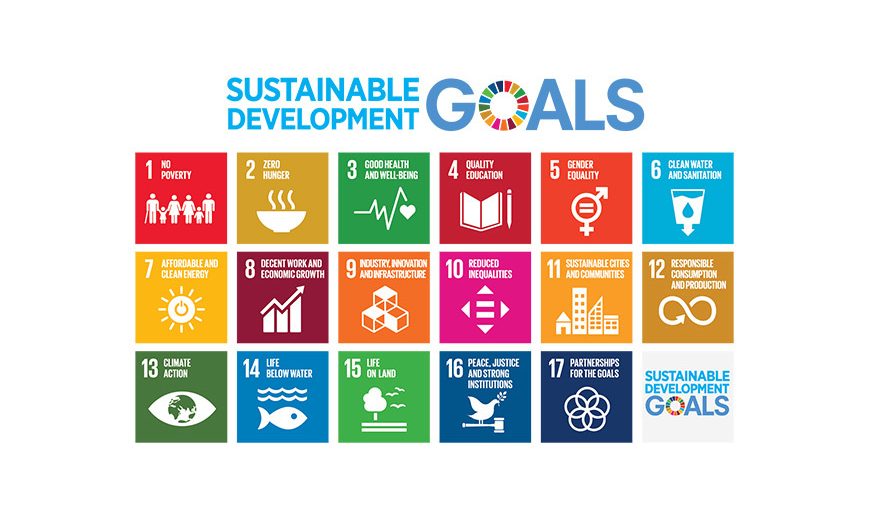 SUSTAINABLE
DEVELOPMENT
GOALS
1 NO
POVERTY
2 ZERO
HUNGER
3 GOOD HEALTH
AND WELL-BEING
4 QUALITY
EDUCATION
5 GENDER
EQUALITY
6 CLEAN WATER
AND SANITATION
7 AFFORDABLE AND
CLEAN ENERGY
8 DECENT WORK AND
ECONOMIC GROWTH
9 INDUSTRY, INNOVATION
AND INFRASTRUCTURE
10 REDUCED
INEQUALITIES
11 SUSTAINABLE CITIES
AND COMMUNITIES
12 RESPONSIBLE
CONSUMPTION
AND PRODUCTION
13 CLIMATE
ACTION
14 LIFE
BELOW WATER
15 LIFE
ON LAND
16 PEACE, JUSTICE
AND STRONG
INSTITUTIONS
17 PARTNERSHIPS
FOR THE GOALS
SUSTAINABLE
DEVELOPMENT
GOALS